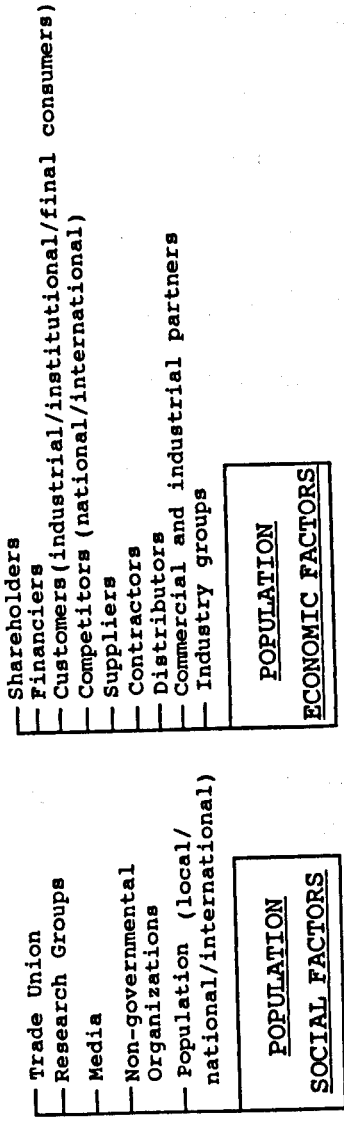 Trade Union
Research Groups
Media
Non-governmental
Organizations
Population (local/
national/international)
POPULATION
SOCIAL FACTORS
Shareholders
Financiers
Customers(industrial/institutional/final consumers)
Competitors (national/international)
Suppliers
Contractors
Distributors
Commercial and industrial partners
Industry groups
POPULATION
ECONOMIC FACTORS